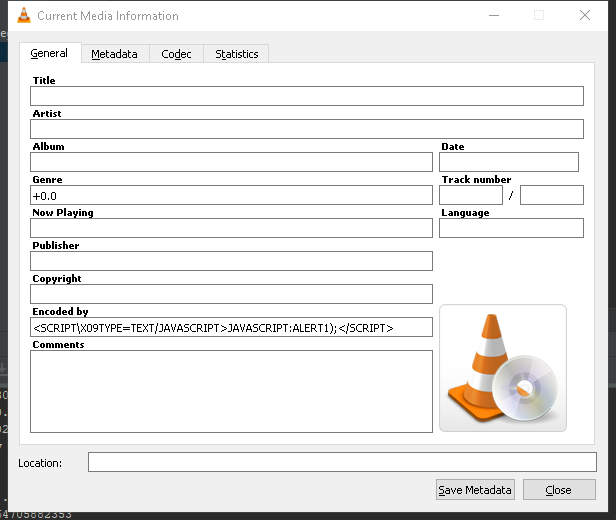 Current Media Information
General Metadata Codec Statistics
Title
Artist
Album Date
Genre Track number
+0.0 /
Now Playing Language
Publisher
Copyright
Encoded by
<SCRIPT\X09TYPE=TEXT/JAVASCRIPT>JAVASCRIPT:ALERT1);</SCRIPT>
Comments
Location:
Save Metadata Close
4705882353